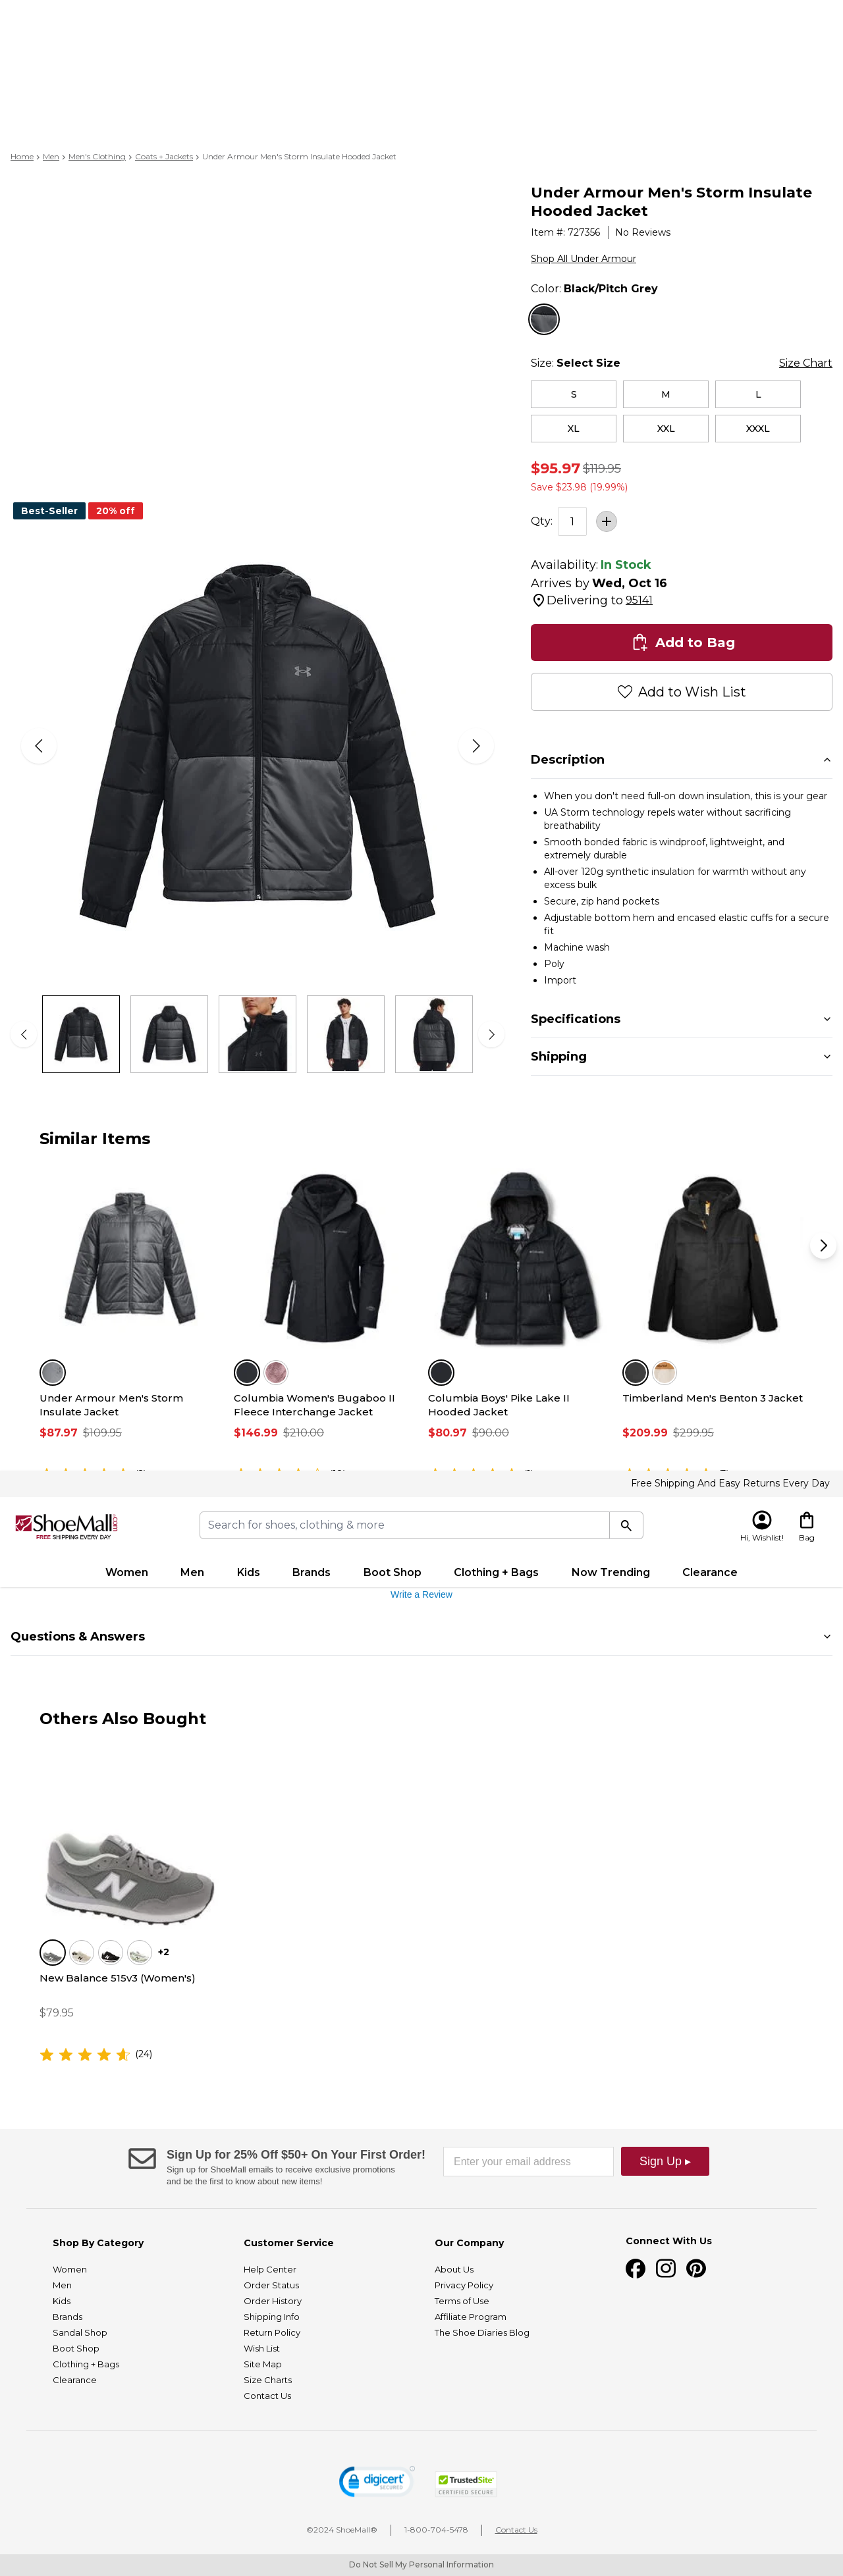 Home > Men > Men's Clothing > Coats + Jackets > Under Armour Men's Storm Insulate Hooded Jacket
Under Armour Men's Storm Insulate
Hooded Jacket
Item #: 727356 | No Reviews
Shop All Under Armour
Color: Black/Pitch Grey
Size: Select Size
Size Chart
S
M
L
XL
XXL
XXXL
$95.97 $119.95
Save $23.98 (19.99%)
Best-Seller
20% off
Qty: 1
Availability: In Stock
Arrives by Wed, Oct 16
Delivering to 95141
Add to Bag
Add to Wish List
Description
When you don't need full-on down insulation, this is your gear
UA Storm technology repels water without sacrificing
breathability
Smooth bonded fabric is windproof, lightweight, and
extremely durable
All-over 120g synthetic insulation for warmth without any
excess bulk
Secure, zip hand pockets
Adjustable bottom hem and encased elastic cuffs for a secure
fit
Machine wash
Poly
Import
Specifications
Shipping
Similar Items
Under Armour Men's Storm
Insulate Jacket
$87.97 $109.95
Columbia Women's Bugaboo II
Fleece Interchange Jacket
$146.99 $210.00
Columbia Boys' Pike Lake II
Hooded Jacket
$80.97 $90.00
Timberland Men's Benton 3 Jacket
$209.99 $299.95
Free Shipping And Easy Returns Every Day
ShoeMall.com
FREE SHIPPING EVERY DAY
Search for shoes, clothing & more
Hi, Wishlist!
Bag
Women
Men
Kids
Brands
Boot Shop
Clothing + Bags
Now Trending
Clearance
Write a Review
Questions & Answers
Others Also Bought
+2
New Balance 515v3 (Women's)
$79.95
(24)
Sign Up for 25% Off $50+ On Your First Order!
Sign up for ShoeMall emails to receive exclusive promotions
and be the first to know about new items!
Enter your email address
Sign Up ▸
Shop By Category
Women
Men
Kids
Brands
Sandal Shop
Boot Shop
Clothing + Bags
Clearance
Customer Service
Help Center
Order Status
Order History
Shipping Info
Return Policy
Wish List
Site Map
Size Charts
Contact Us
Our Company
About Us
Privacy Policy
Terms of Use
Affiliate Program
The Shoe Diaries Blog
Connect With Us
digicert
SECURED
TrustedSite
CERTIFIED SECURE
©2024 ShoeMall® | 1-800-704-5478 | Contact Us
Do Not Sell My Personal Information